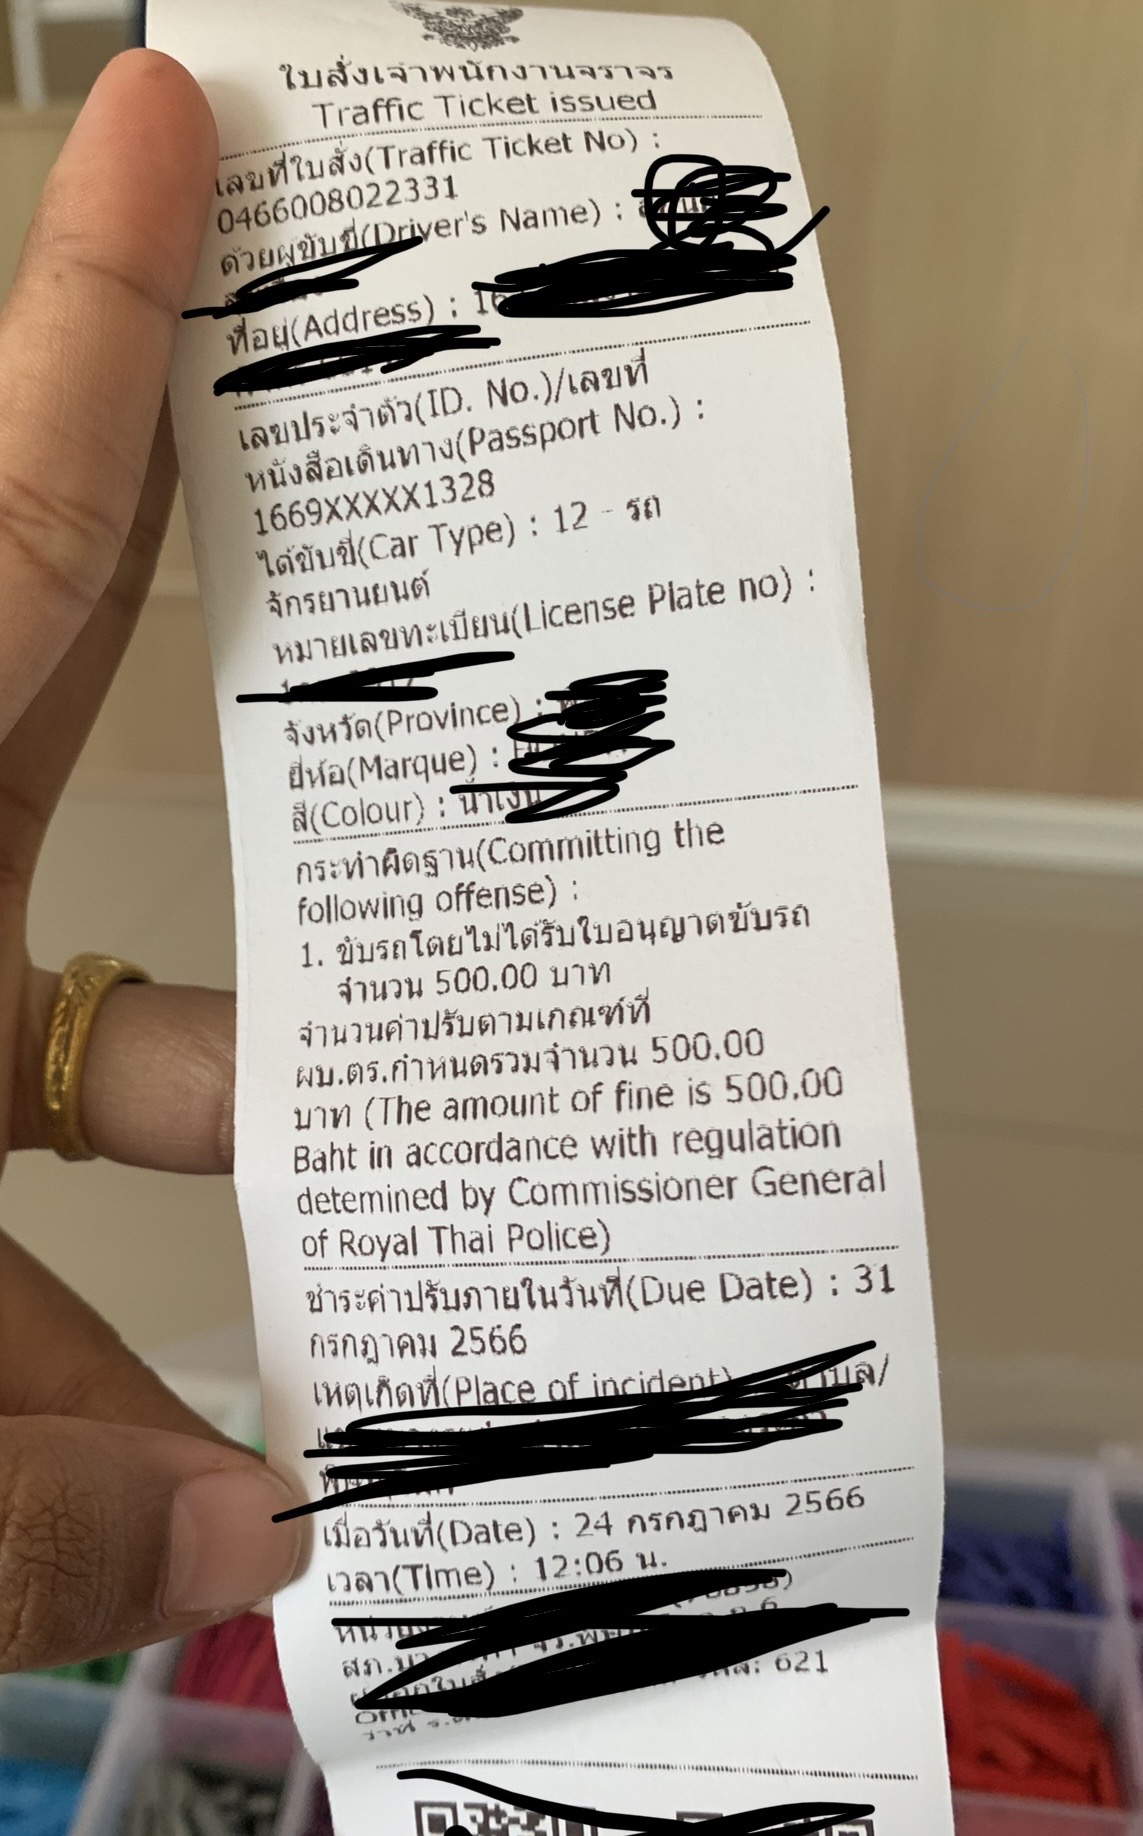 ใบสั่งเจ้าพนักงานจราจร
Traffic Ticket issued
เลขที่ใบสั่ง(Traffic Ticket No) :
0466008022331
ด้วยผู้ขับขี่(Driver's Name) :
ที่อยู่(Address) : 16
เลขประจำตัว(ID. No.)/เลขที่
หนังสือเดินทาง(Passport No.) :
1669XXXXX1328
ได้ขับขี่(Car Type) : 12 - รถ
จักรยานยนต์
หมายเลขทะเบียน(License Plate no) :
จังหวัด(Province) :
ยี่ห้อ(Marque) :
สี(Colour) : น้ำเงิน
กระทำผิดฐาน(Committing the
following offense) :
1. ขับรถโดยไม่ได้รับใบอนุญาตขับรถ
จำนวน 500.00 บาท
จำนวนค่าปรับตามเกณฑ์ที่
ผบ.ตร.กำหนดรวมจำนวน 500.00
บาท (The amount of fine is 500.00
Baht in accordance with regulation
detemined by Commissioner General
of Royal Thai Police)
ชำระค่าปรับภายในวันที่(Due Date) : 31
กรกฎาคม 2566
เหตุเกิดที่(Place of incident) ตำบล/
เมื่อวันที่(Date) : 24 กรกฎาคม 2566
เวลา(Time) : 12:06 น.
สภ.
621